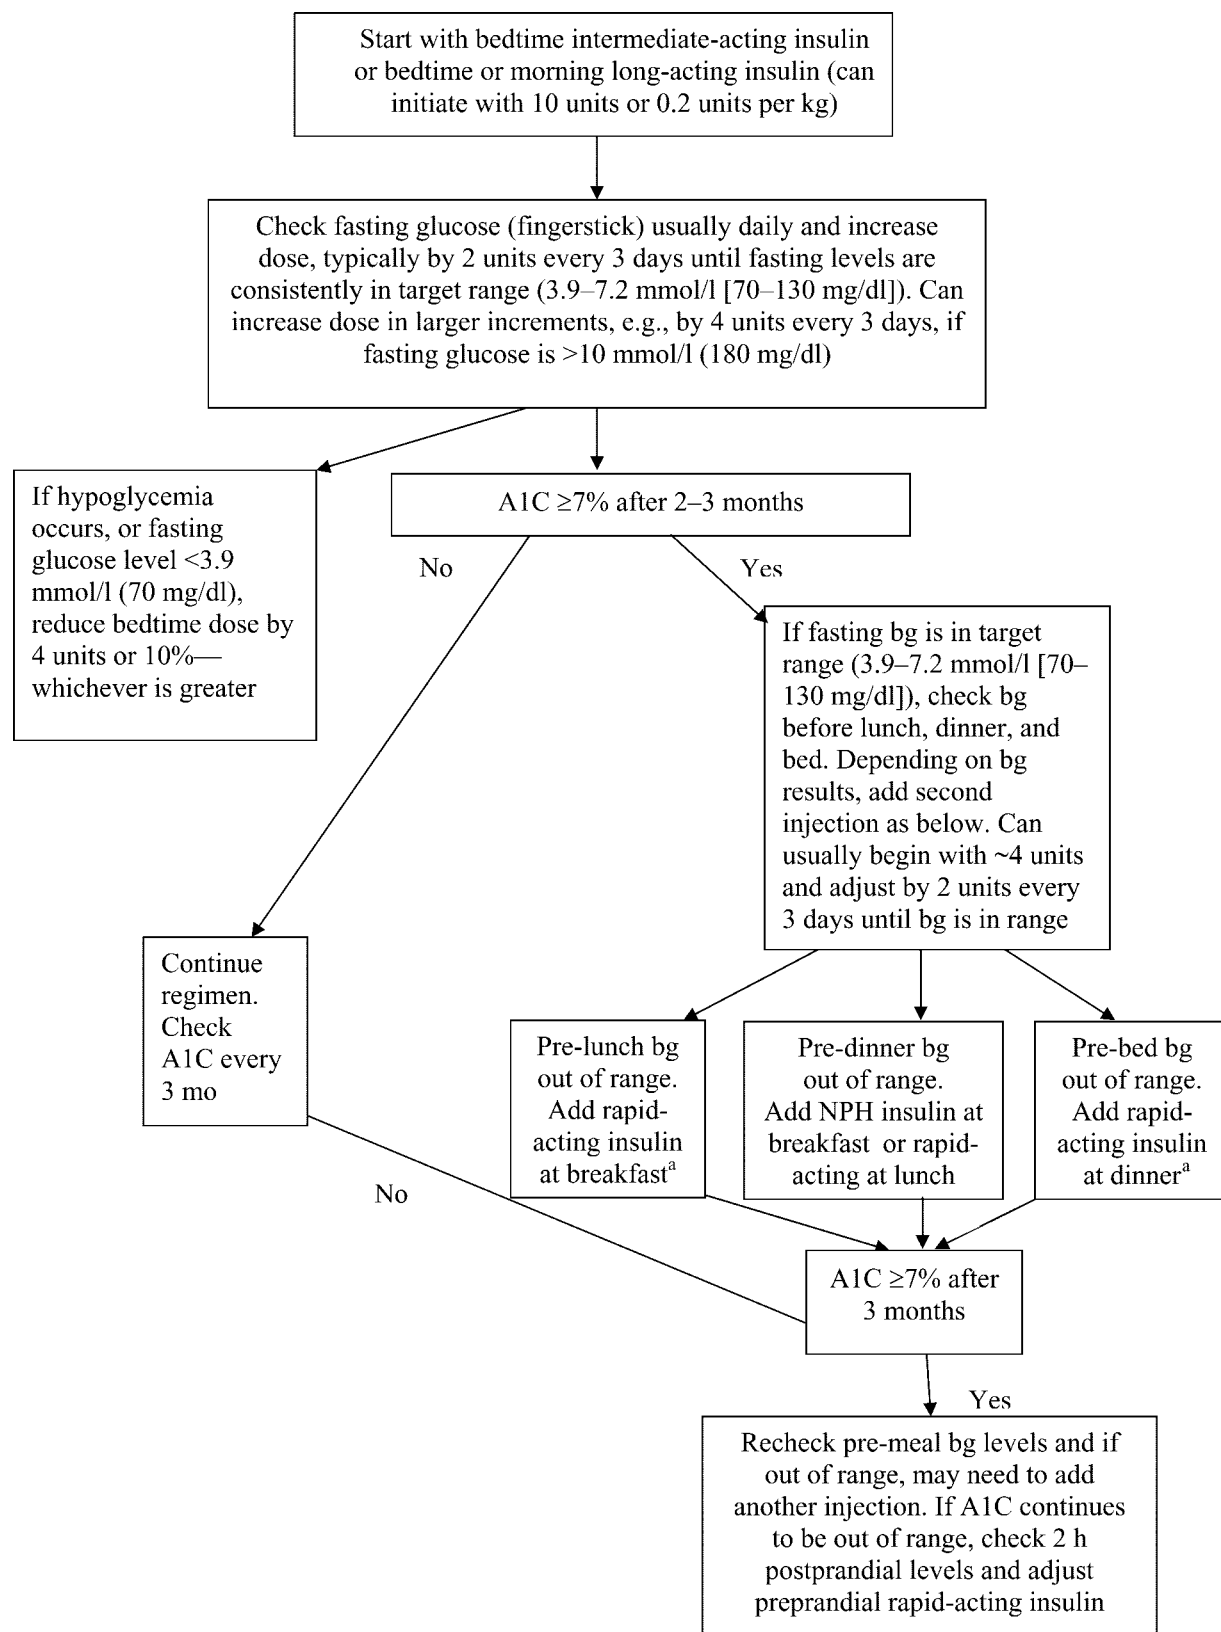 Start with bedtime intermediate-acting insulin
or bedtime or morning long-acting insulin (can
initiate with 10 units or 0.2 units per kg)
Check fasting glucose (fingerstick) usually daily and increase
dose, typically by 2 units every 3 days until fasting levels are
consistently in target range (3.9–7.2 mmol/l [70–130 mg/dl]). Can
increase dose in larger increments, e.g., by 4 units every 3 days, if
fasting glucose is >10 mmol/l (180 mg/dl)
If hypoglycemia
occurs, or fasting
glucose level <3.9
mmol/l (70 mg/dl),
reduce bedtime dose by
4 units or 10%—
whichever is greater
A1C ≥7% after 2–3 months
No
Yes
If fasting bg is in target
range (3.9–7.2 mmol/l [70–
130 mg/dl]), check bg
before lunch, dinner, and
bed. Depending on bg
results, add second
injection as below. Can
usually begin with ~4 units
and adjust by 2 units every
3 days until bg is in range
Continue
regimen.
Check
A1C every
3 mo
Pre-lunch bg
out of range.
Add rapid-
acting insulin
at breakfastᵃ
Pre-dinner bg
out of range.
Add NPH insulin at
breakfast or rapid-
acting at lunch
Pre-bed bg
out of range.
Add rapid-
acting insulin
at dinnerᵃ
No
A1C ≥7% after
3 months
Yes
Recheck pre-meal bg levels and if
out of range, may need to add
another injection. If A1C continues
to be out of range, check 2 h
postprandial levels and adjust
preprandial rapid-acting insulin